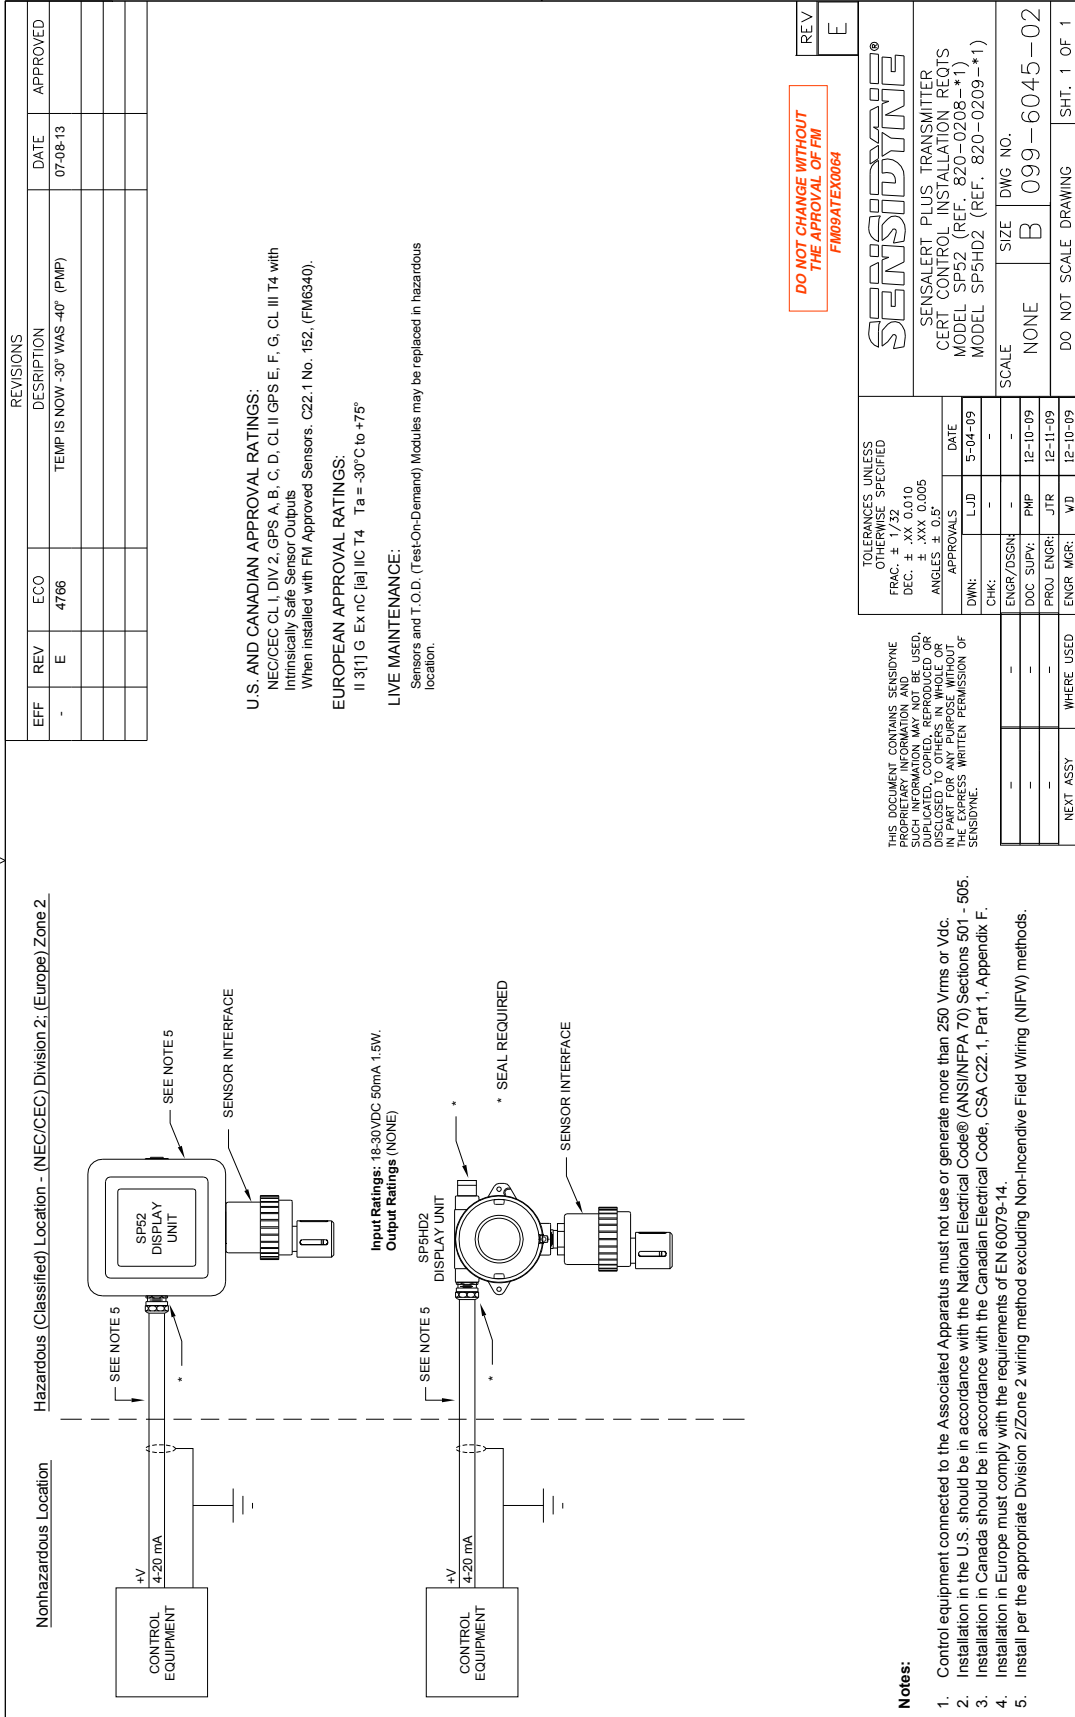 REVISIONS
EFF REV ECO DESRIPTION DATE APPROVED
- E 4766 TEMP IS NOW -30° WAS -40° (PMP) 07-08-13
Nonhazardous Location
Hazardous (Classified) Location - (NEC/CEC) Division 2; (Europe) Zone 2
CONTROL
EQUIPMENT
+V
4-20 mA
SEE NOTE 5
*
SP52
DISPLAY
UNIT
SEE NOTE 5
SENSOR INTERFACE
Input Ratings: 18-30VDC 50mA 1.5W.
Output Ratings (NONE)
CONTROL
EQUIPMENT
+V
4-20 mA
SEE NOTE 5
*
SP5HD2
DISPLAY UNIT
*
* SEAL REQUIRED
SENSOR INTERFACE
U.S. AND CANADIAN APPROVAL RATINGS:
NEC/CEC CL I, DIV 2, GPS A, B, C, D, CL II GPS E, F, G, CL III T4 with
Intrinsically Safe Sensor Outputs
When installed with FM Approved Sensors. C22.1 No. 152, (FM6340).
EUROPEAN APPROVAL RATINGS:
II 3[1] G Ex nC [ia] IIC T4 Ta = -30°C to +75°
LIVE MAINTENANCE:
Sensors and T.O.D. (Test-On-Demand) Modules may be replaced in hazardous
location.
Notes:
1. Control equipment connected to the Associated Apparatus must not use or generate more than 250 Vrms or Vdc.
2. Installation in the U.S. should be in accordance with the National Electrical Code® (ANSI/NFPA 70) Sections 501 - 505.
3. Installation in Canada should be in accordance with the Canadian Electrical Code, CSA C22.1, Part 1, Appendix F.
4. Installation in Europe must comply with the requirements of EN 60079-14.
5. Install per the appropriate Division 2/Zone 2 wiring method excluding Non-Incendive Field Wiring (NIFW) methods.
DO NOT CHANGE WITHOUT
THE APROVAL OF FM
FM09ATEX0064
REV
E
THIS DOCUMENT CONTAINS SENSIDYNE
PROPRIETARY INFORMATION AND
SUCH INFORMATION MAY NOT BE USED,
DUPLICATED, COPIED, REPRODUCED OR
DISCLOSED TO OTHERS IN WHOLE OR
IN PART FOR ANY PURPOSE WITHOUT
THE EXPRESS WRITTEN PERMISSION OF
SENSIDYNE.
- -
- -
- -
NEXT ASSY WHERE USED
TOLERANCES UNLESS
OTHERWISE SPECIFIED
FRAC. ± 1/32
DEC. ± .XX 0.010
± .XXX 0.005
ANGLES ± 0.5°
APPROVALS DATE
DWN: LJD 5-04-09
CHK: - -
ENGR/DSGN: - -
DOC SUPV: PMP 12-10-09
PROJ ENGR: JTR 12-11-09
ENGR MGR: WD 12-10-09
SENSIDYNE®
SENSALERT PLUS TRANSMITTER
CERT CONTROL INSTALLATION REQTS
MODEL SP52 (REF. 820-0208-*1)
MODEL SP5HD2 (REF. 820-0209-*1)
SCALE
NONE
SIZE
B
DWG NO.
099-6045-02
DO NOT SCALE DRAWING
SHT. 1 OF 1